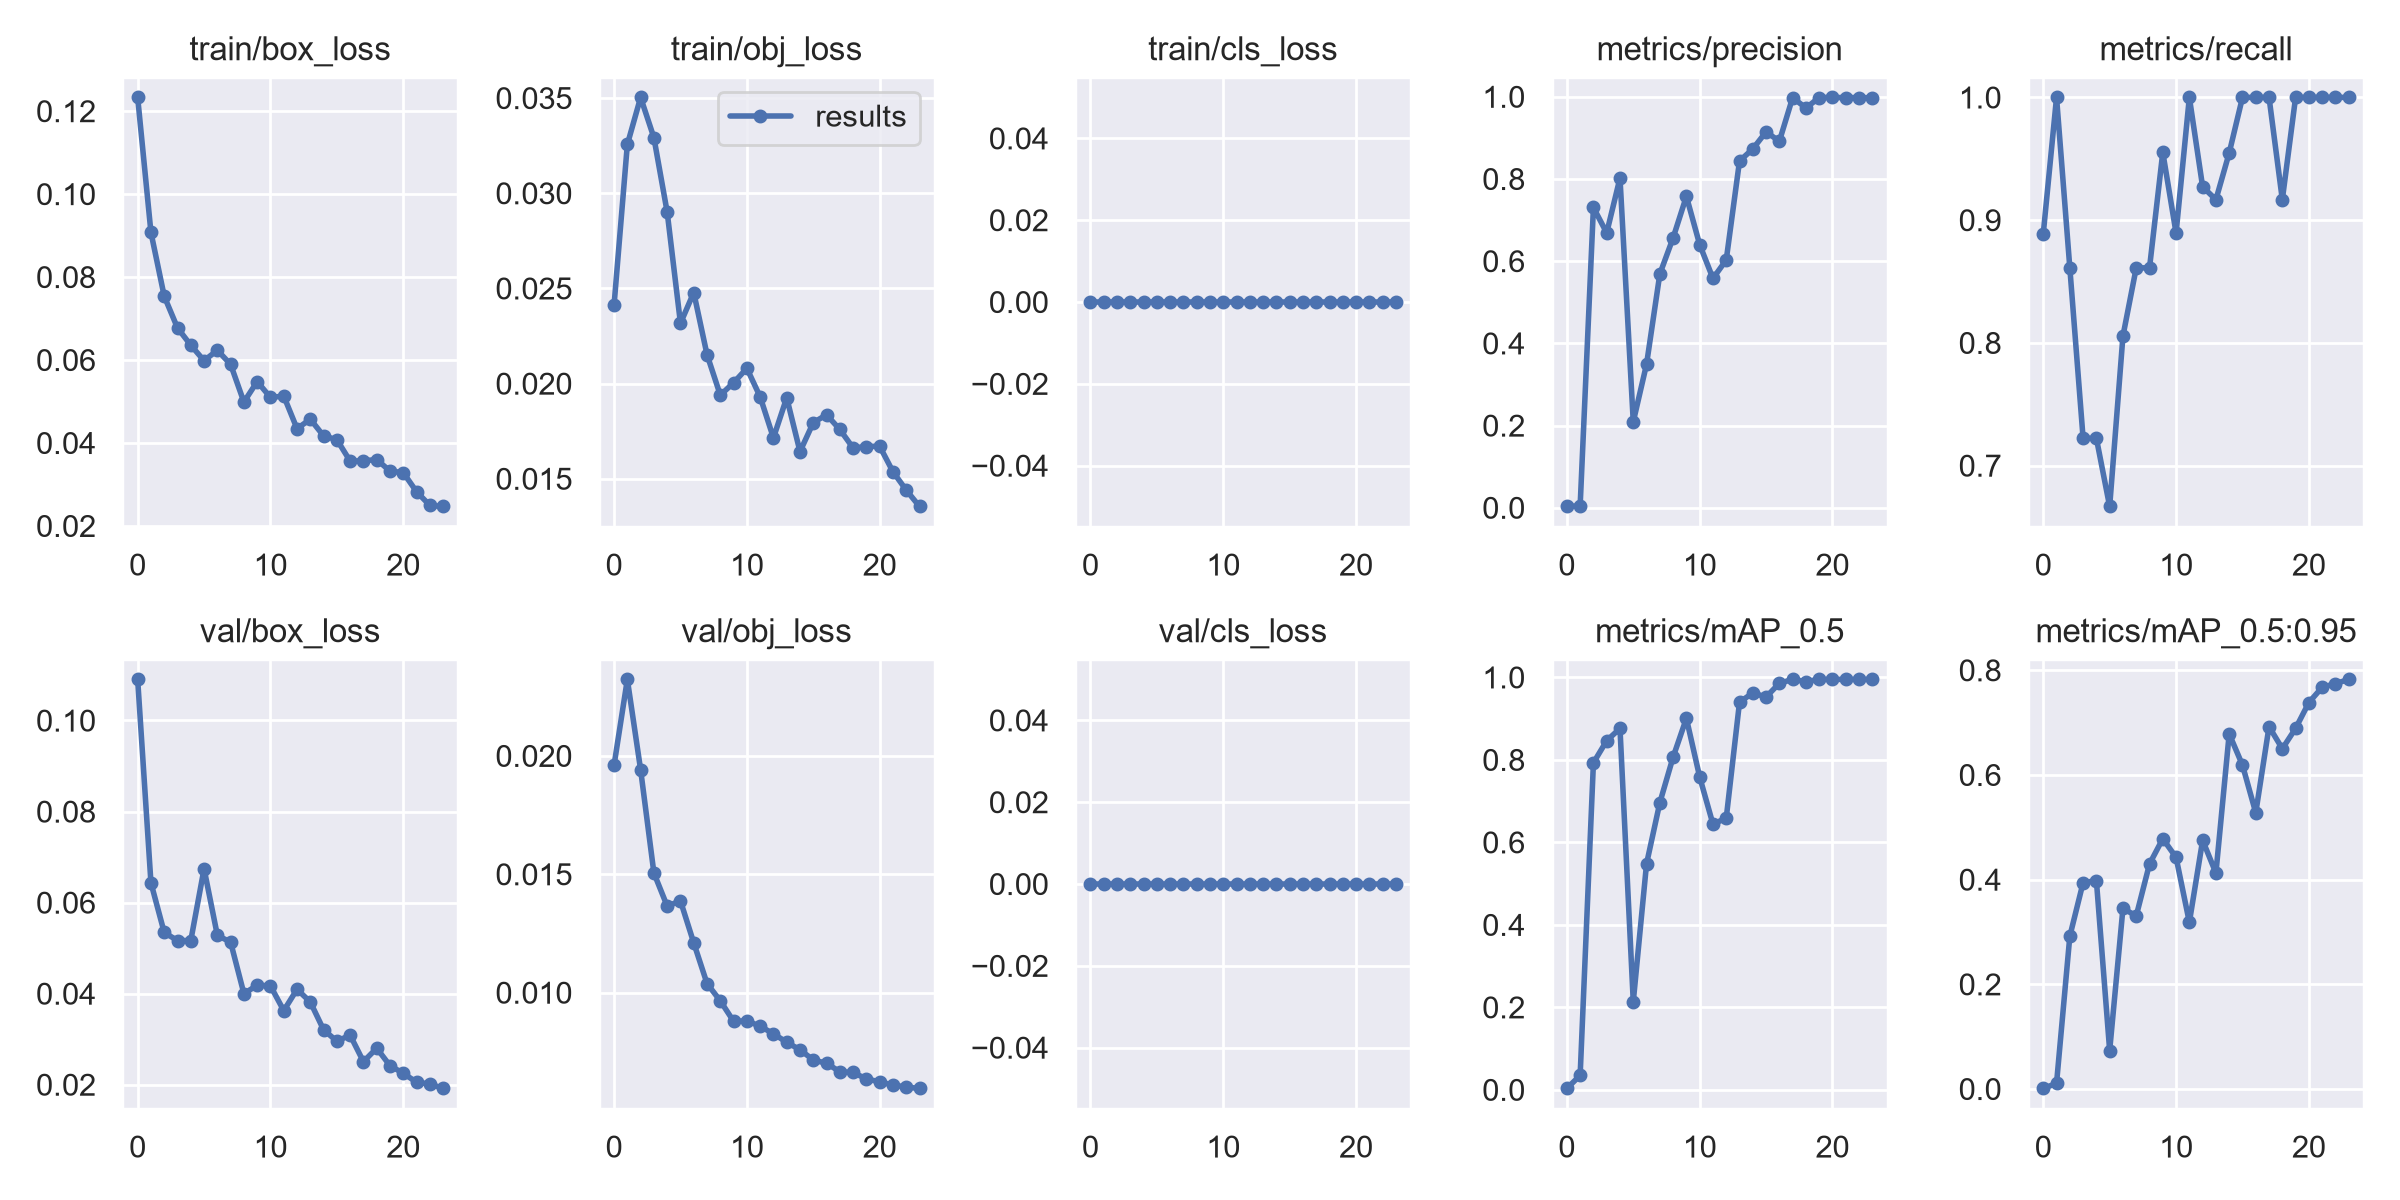 train/box_loss
0.12
0.10
0.08
0.06
0.04
0.02
0 10 20
train/obj_loss
results
0.035
0.030
0.025
0.020
0.015
0 10 20
train/cls_loss
0.04
0.02
0.00
−0.02
−0.04
0 10 20
metrics/precision
1.0
0.8
0.6
0.4
0.2
0.0
0 10 20
metrics/recall
1.0
0.9
0.8
0.7
0 10 20
val/box_loss
0.10
0.08
0.06
0.04
0.02
0 10 20
val/obj_loss
0.020
0.015
0.010
0 10 20
val/cls_loss
0.04
0.02
0.00
−0.02
−0.04
0 10 20
metrics/mAP_0.5
1.0
0.8
0.6
0.4
0.2
0.0
0 10 20
metrics/mAP_0.5:0.95
0.8
0.6
0.4
0.2
0.0
0 10 20